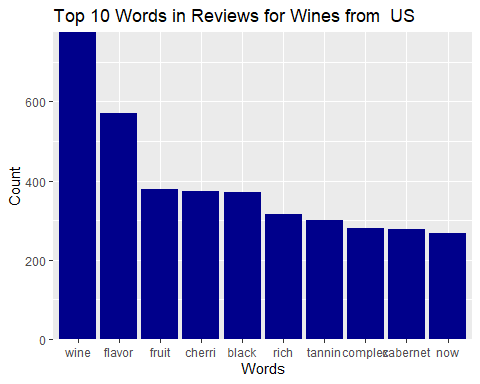 Top 10 Words in Reviews for Wines from  US
Count
600
400
200
0
wine flavor fruit cherri black rich tannin complex cabernet now
Words